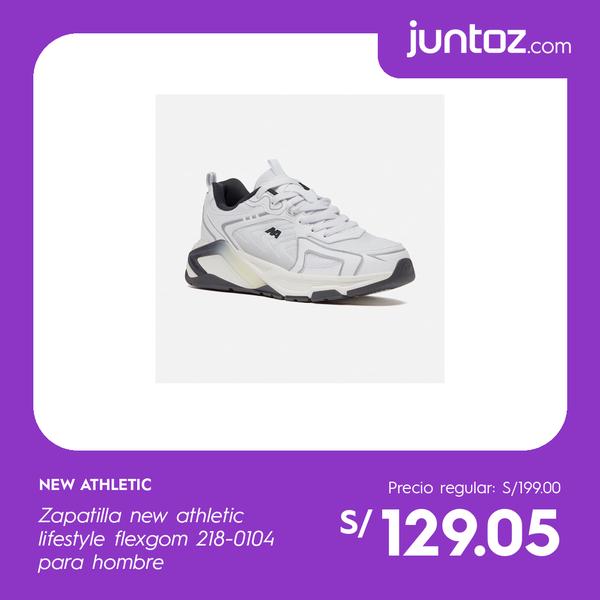 juntoz.com
NEW ATHLETIC
Zapatilla new athletic
lifestyle flexgom 218-0104
para hombre
Precio regular: S/199.00
S/129.05